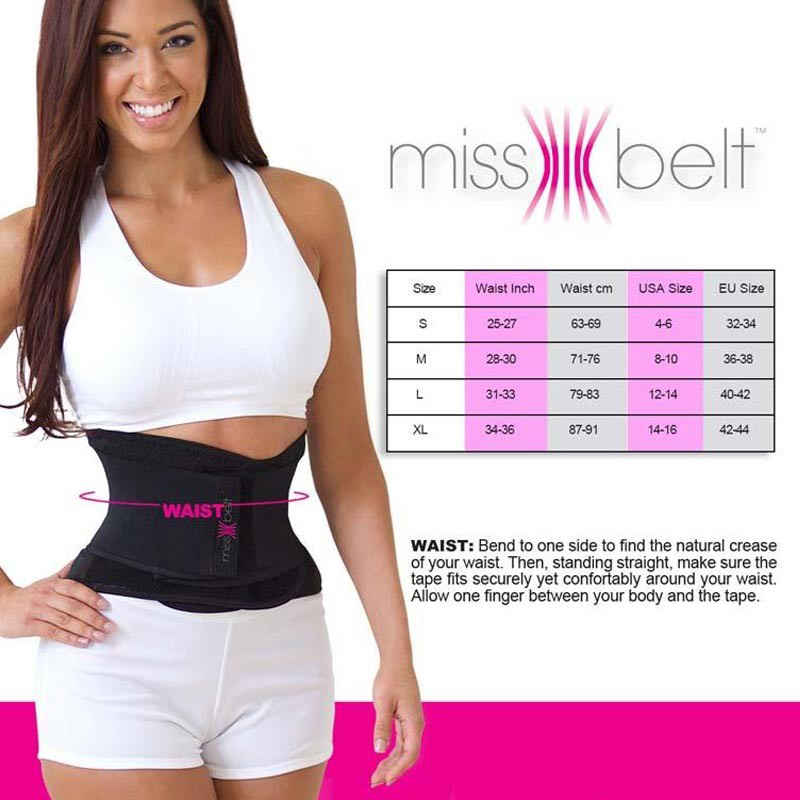 miss belt™
Size Waist Inch Waist cm USA Size EU Size
S 25-27 63-69 4-6 32-34
M 28-30 71-76 8-10 36-38
L 31-33 79-83 12-14 40-42
XL 34-36 87-91 14-16 42-44
WAIST
miss belt
WAIST: Bend to one side to find the natural crease
of your waist. Then, standing straight, make sure the
tape fits securely yet confortably around your waist.
Allow one finger between your body and the tape.